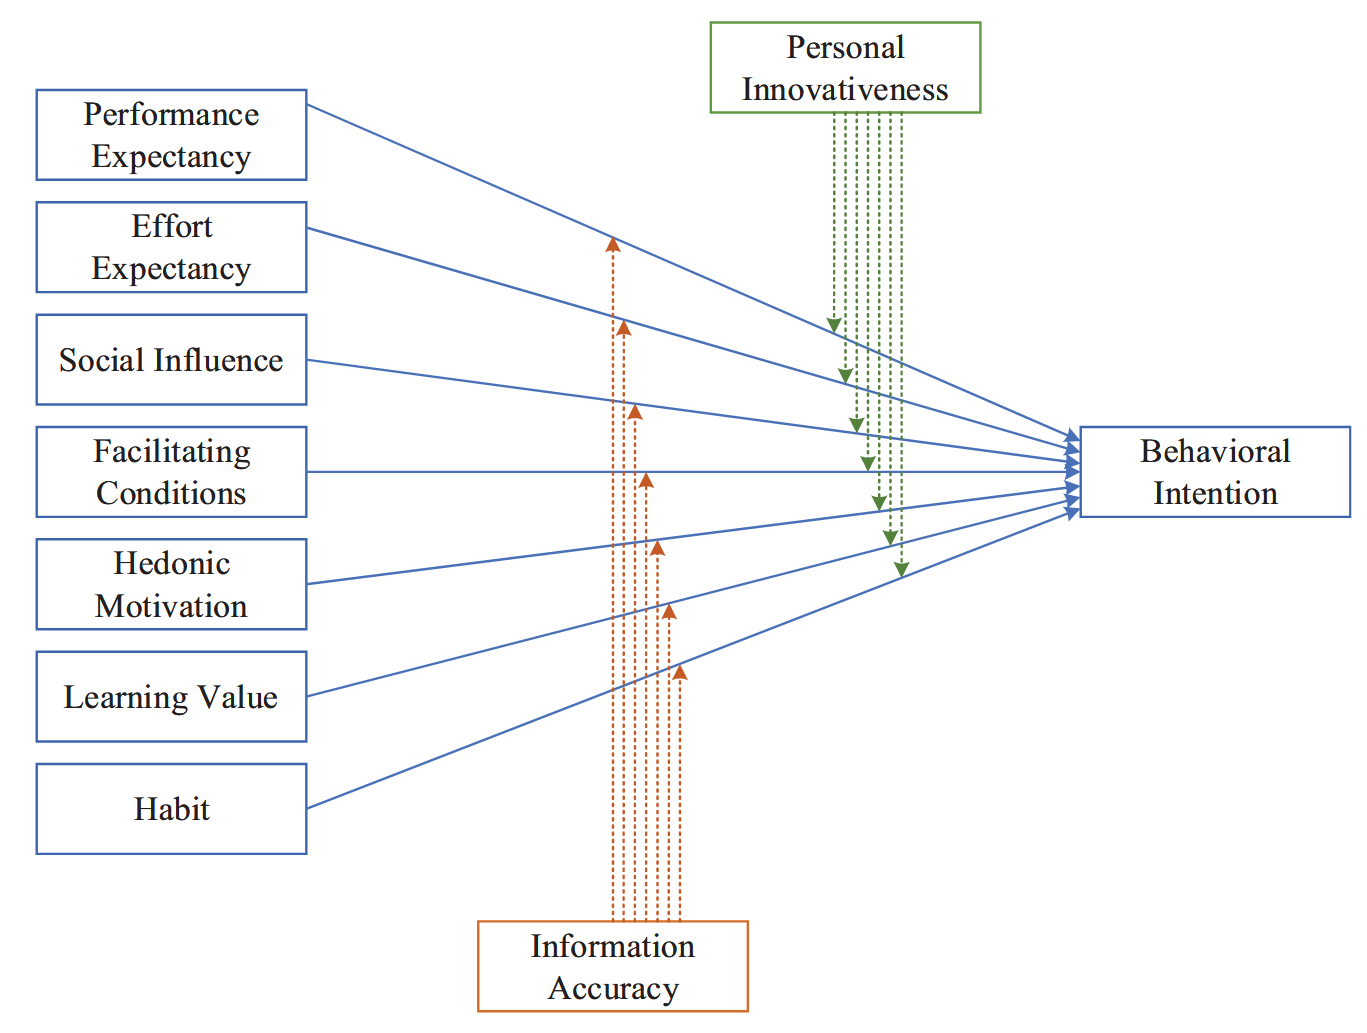 Personal
Innovativeness
Performance
Expectancy
Effort
Expectancy
Social Influence
Facilitating
Conditions
Behavioral
Intention
Hedonic
Motivation
Learning Value
Habit
Information
Accuracy